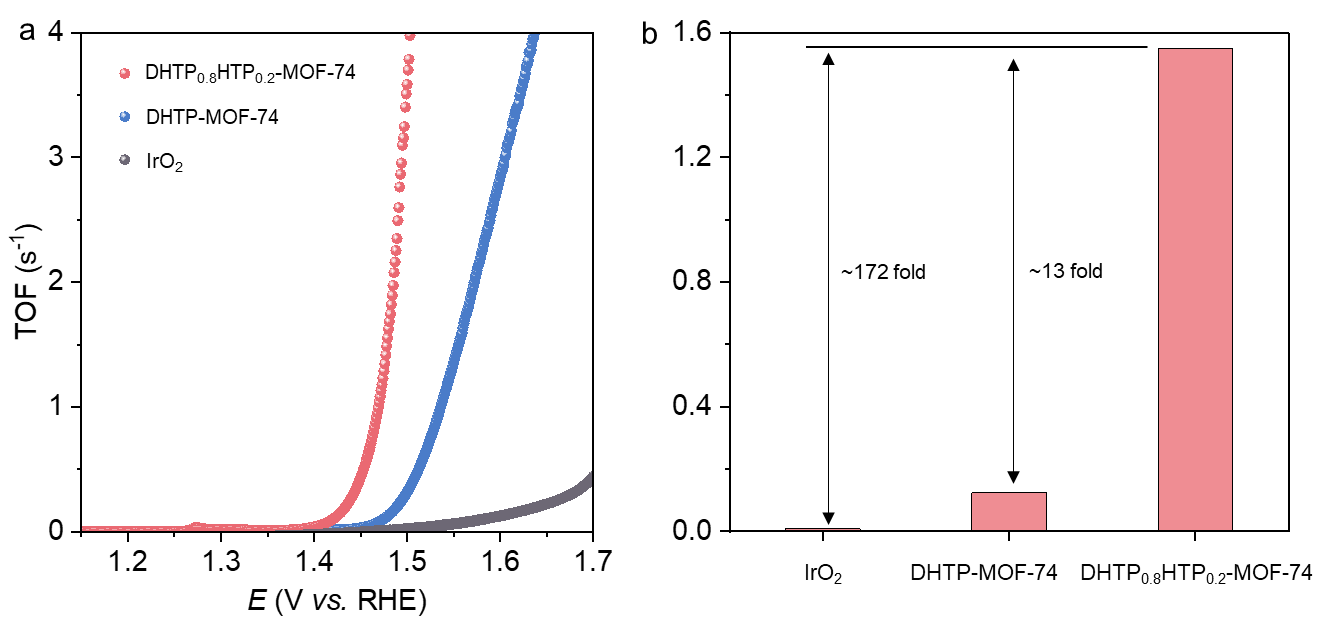 a
4
3
2
1
0
TOF (s⁻¹)
DHTP₀.₈HTP₀.₂-MOF-74
DHTP-MOF-74
IrO₂
1.2 1.3 1.4 1.5 1.6 1.7
E (V vs. RHE)
b
1.6
1.2
0.8
0.4
0.0
~172 fold
~13 fold
IrO₂ DHTP-MOF-74 DHTP₀.₈HTP₀.₂-MOF-74